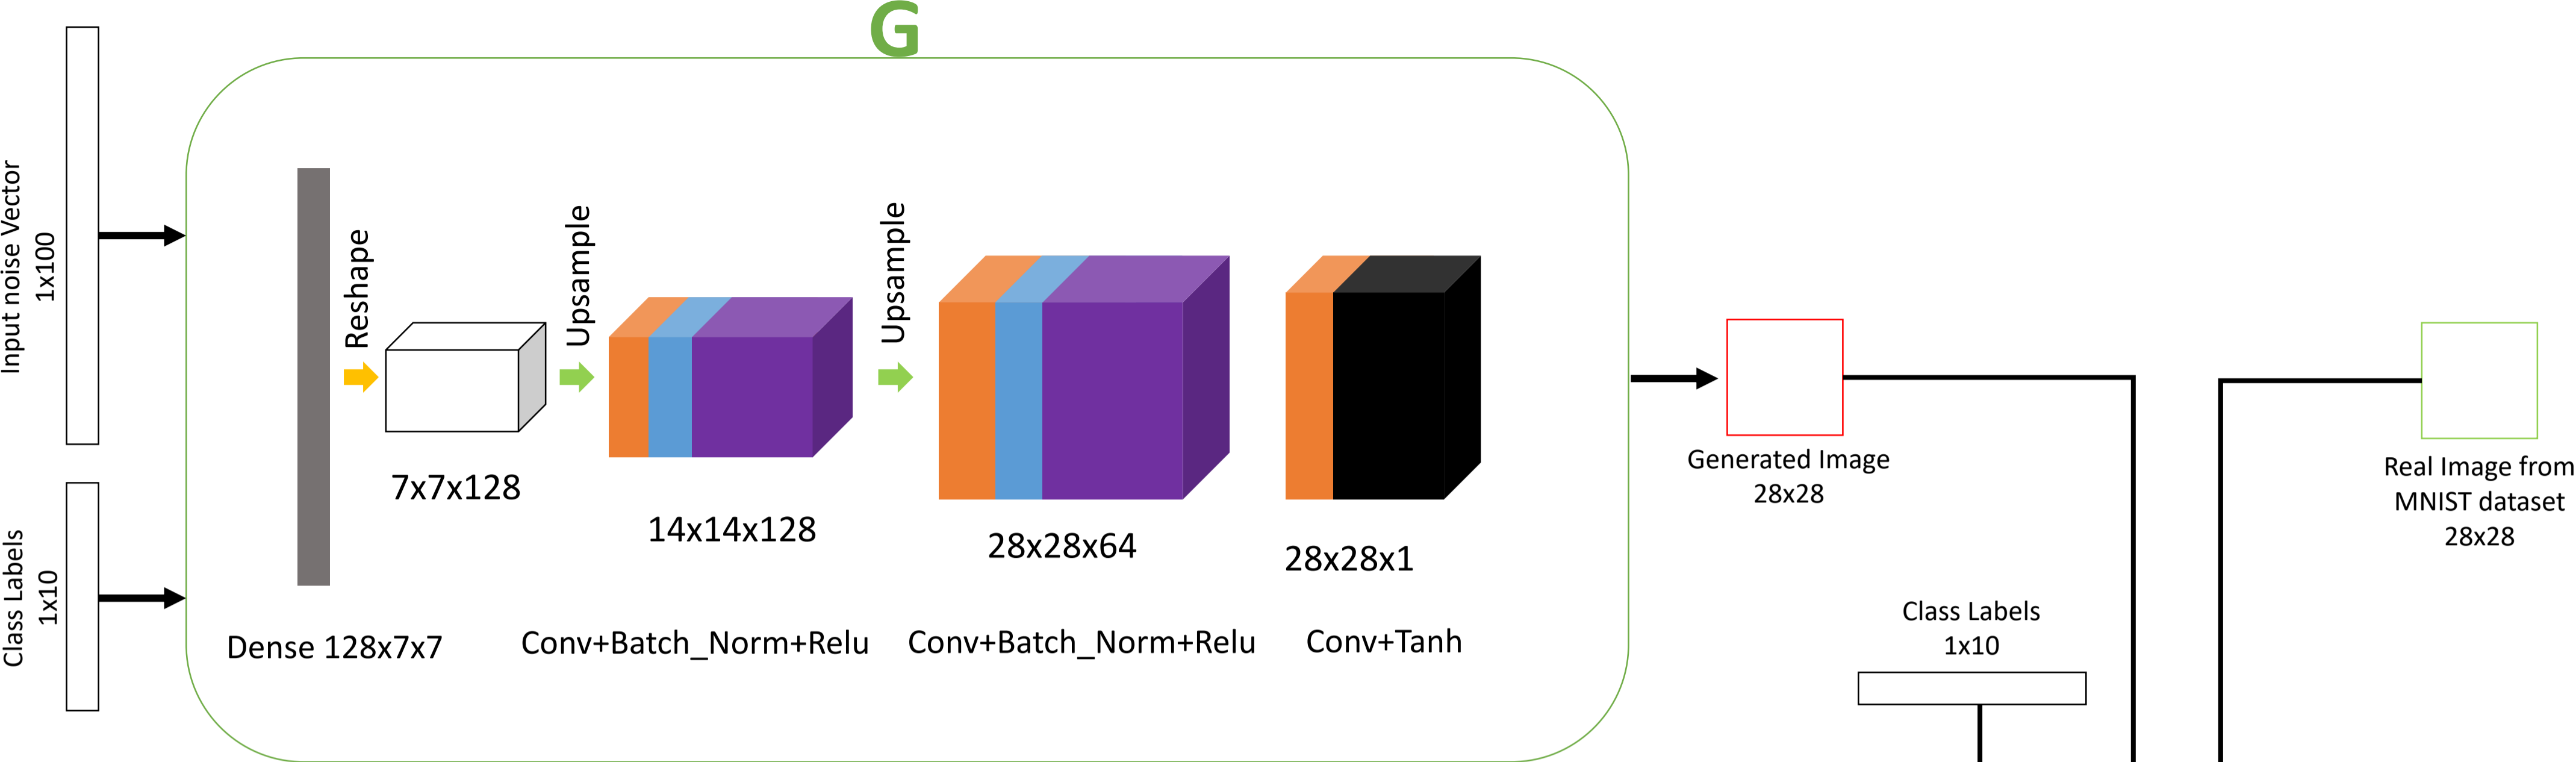 G
Input noise Vector
1x100
Class Labels
1x10
Reshape
Upsample
Upsample
7x7x128
14x14x128
28x28x64
28x28x1
Dense 128x7x7
Conv+Batch_Norm+Relu
Conv+Batch_Norm+Relu
Conv+Tanh
Generated Image
28x28
Real Image from
MNIST dataset
28x28
Class Labels
1x10